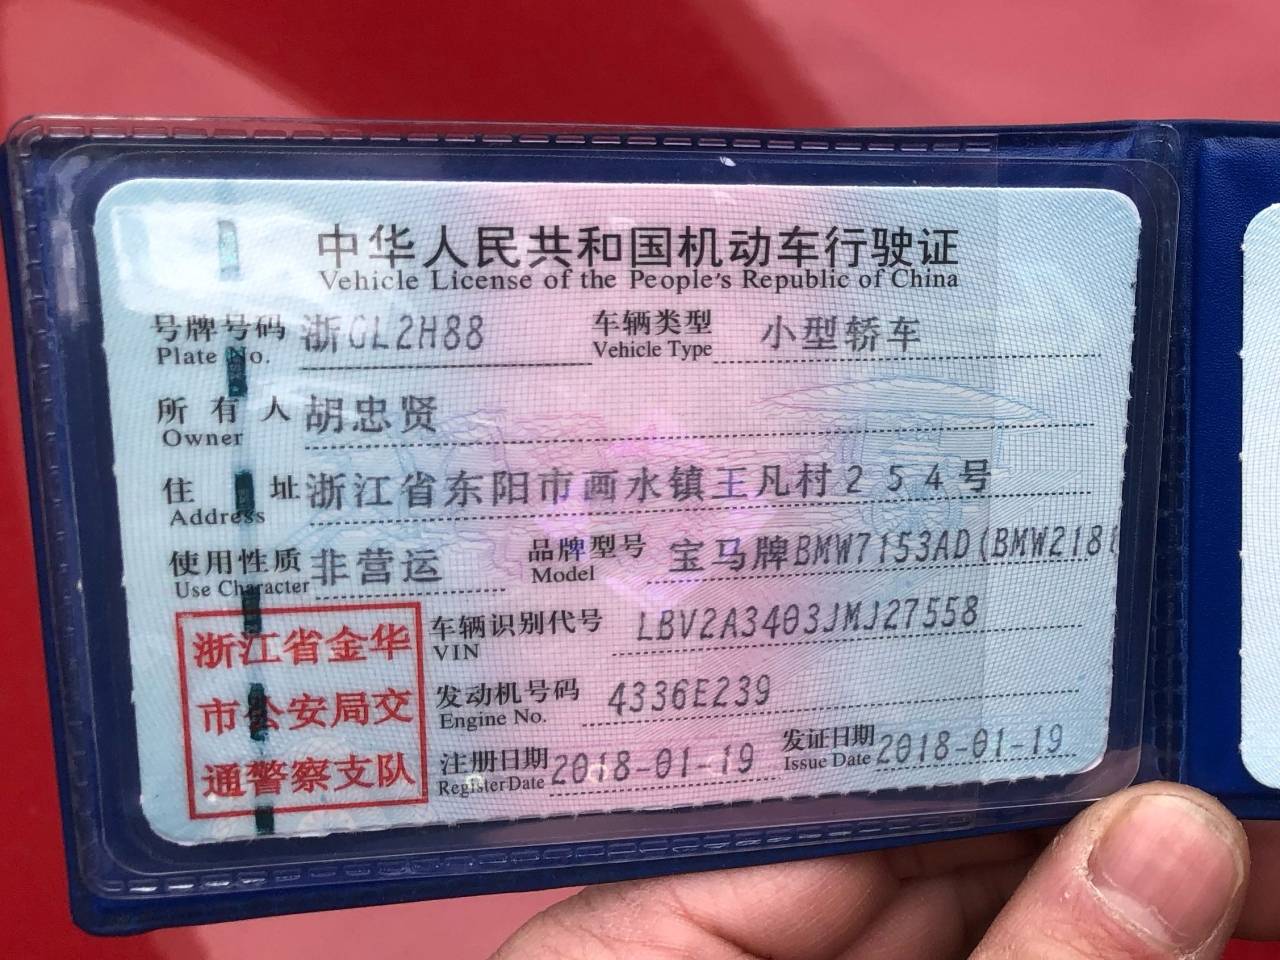 中华人民共和国机动车行驶证
Vehicle License of the People's Republic of China
号牌号码 浙GL2H88 车辆类型 小型轿车
Plate No. Vehicle Type
所有人 胡忠贤
Owner
住址 浙江省东阳市画水镇王凡村254号
Address
使用性质 非营运 品牌型号 宝马牌BMW7153AD(BMW218
Use Character Model
浙江省金华
市公安局交
通警察支队
车辆识别代号 LBV2A3403JMJ27558
VIN
发动机号码 4336E239
Engine No.
注册日期 2018-01-19 发证日期 2018-01-19
Register Date Issue Date